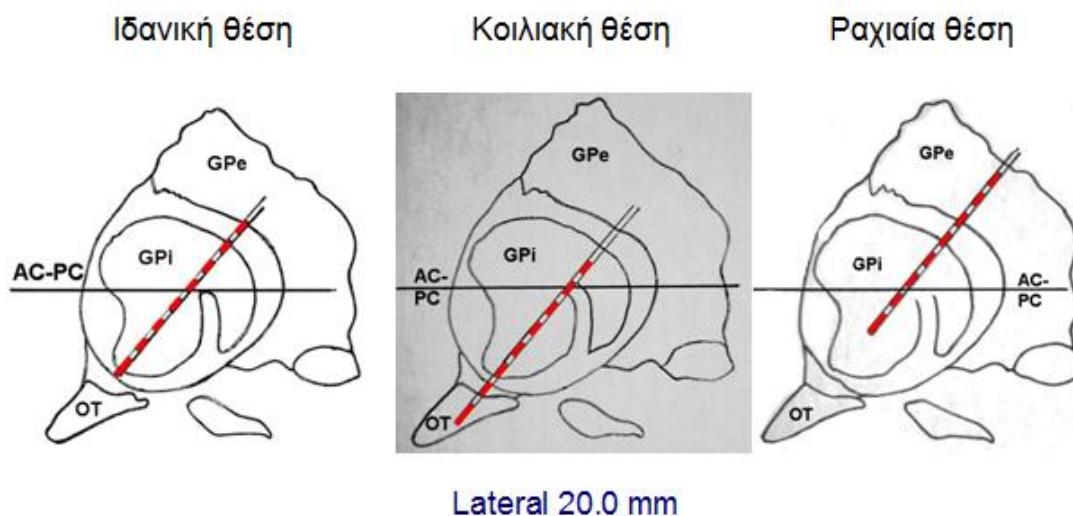 Ιδανική θέση
Κοιλιακή θέση
Ραχιαία θέση
GPe
GPi
AC-PC
OT
GPe
GPi
AC-
PC
OT
GPe
GPi
AC-
PC
OT
Lateral 20.0 mm